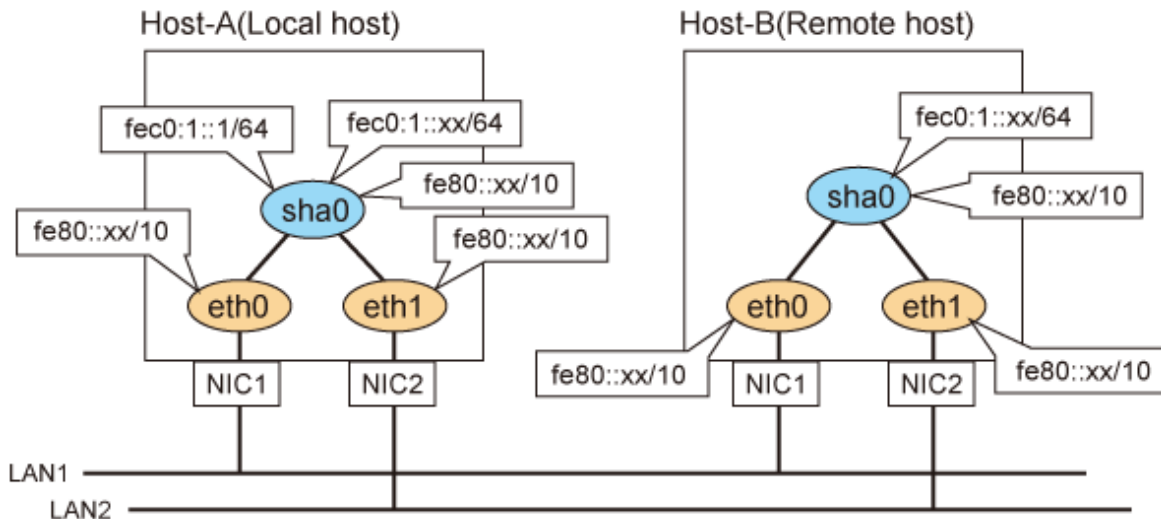 Host-A(Local host)
Host-B(Remote host)
fec0:1::1/64
fec0:1::xx/64
fec0:1::xx/64
fe80::xx/10
fe80::xx/10
sha0
sha0
fe80::xx/10
fe80::xx/10
eth0
eth1
eth0
eth1
fe80::xx/10
fe80::xx/10
NIC1
NIC2
NIC1
NIC2
LAN1
LAN2